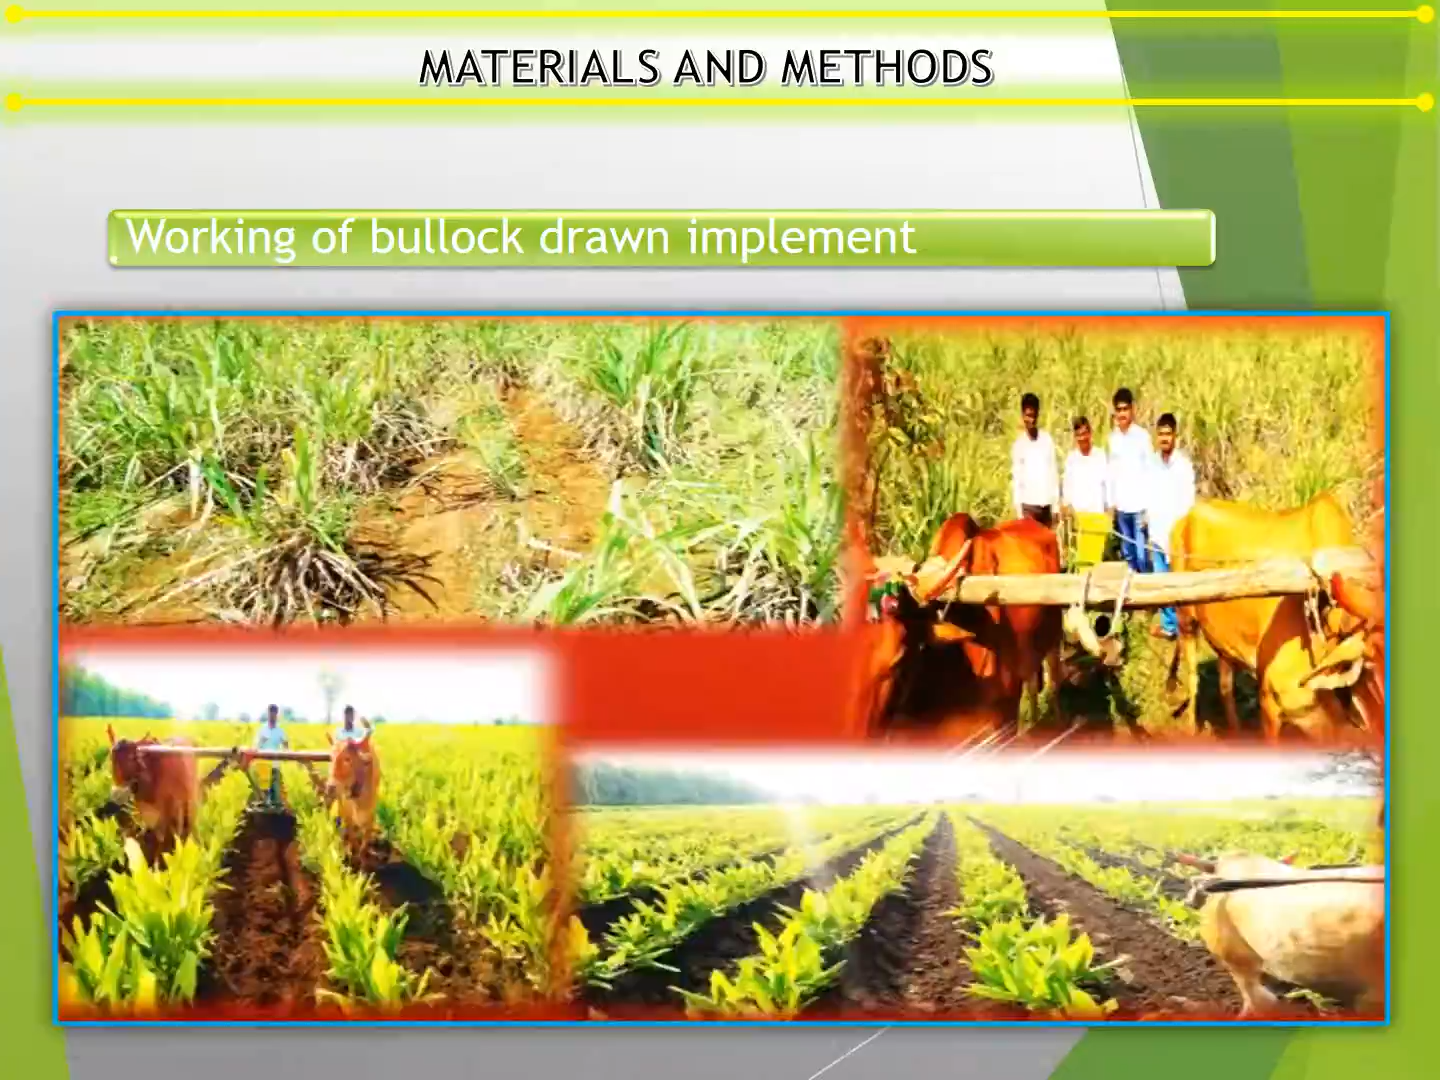 MATERIALS AND METHODS
Working of bullock drawn implement